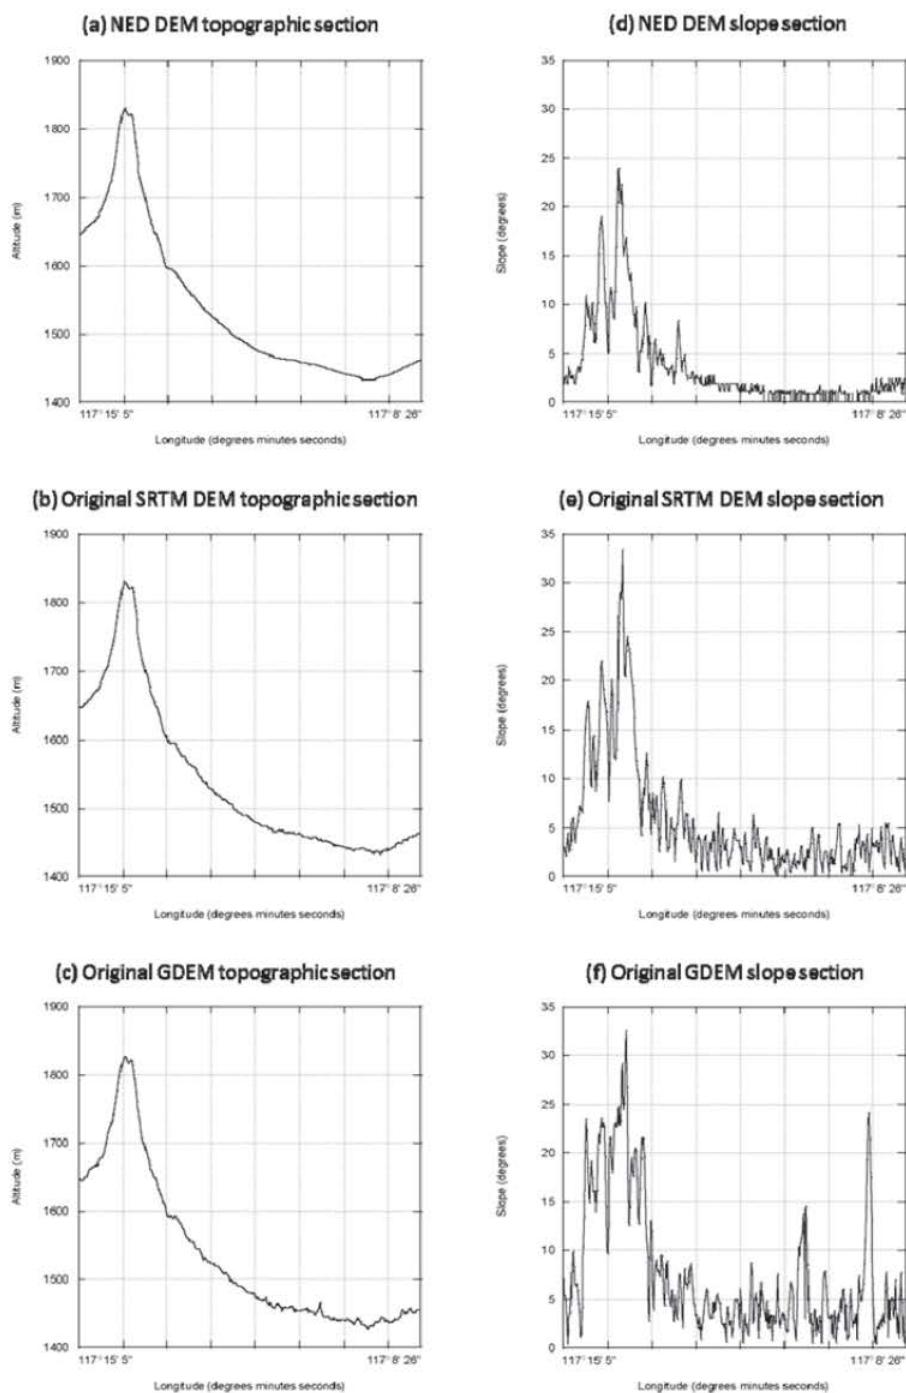 (a) NED DEM topographic section
1900
1800
1700
1600
1500
1400
Altitude (m)
117° 15' 5"
117° 8' 26"
Longitude (degrees minutes seconds)
(d) NED DEM slope section
35
30
25
20
15
10
5
0
Slope (degrees)
117° 15' 5"
117° 8' 26"
Longitude (degrees minutes seconds)
(b) Original SRTM DEM topographic section
1900
1800
1700
1600
1500
1400
Altitude (m)
117° 15' 5"
117° 8' 26"
Longitude (degrees minutes seconds)
(e) Original SRTM DEM slope section
35
30
25
20
15
10
5
0
Slope (degrees)
117° 15' 5"
117° 8' 26"
Longitude (degrees minutes seconds)
(c) Original GDEM topographic section
1900
1800
1700
1600
1500
1400
Altitude (m)
117° 15' 5"
117° 8' 26"
Longitude (degrees minutes seconds)
(f) Original GDEM slope section
35
30
25
20
15
10
5
0
Slope (degrees)
117° 15' 5"
117° 8' 26"
Longitude (degrees minutes seconds)